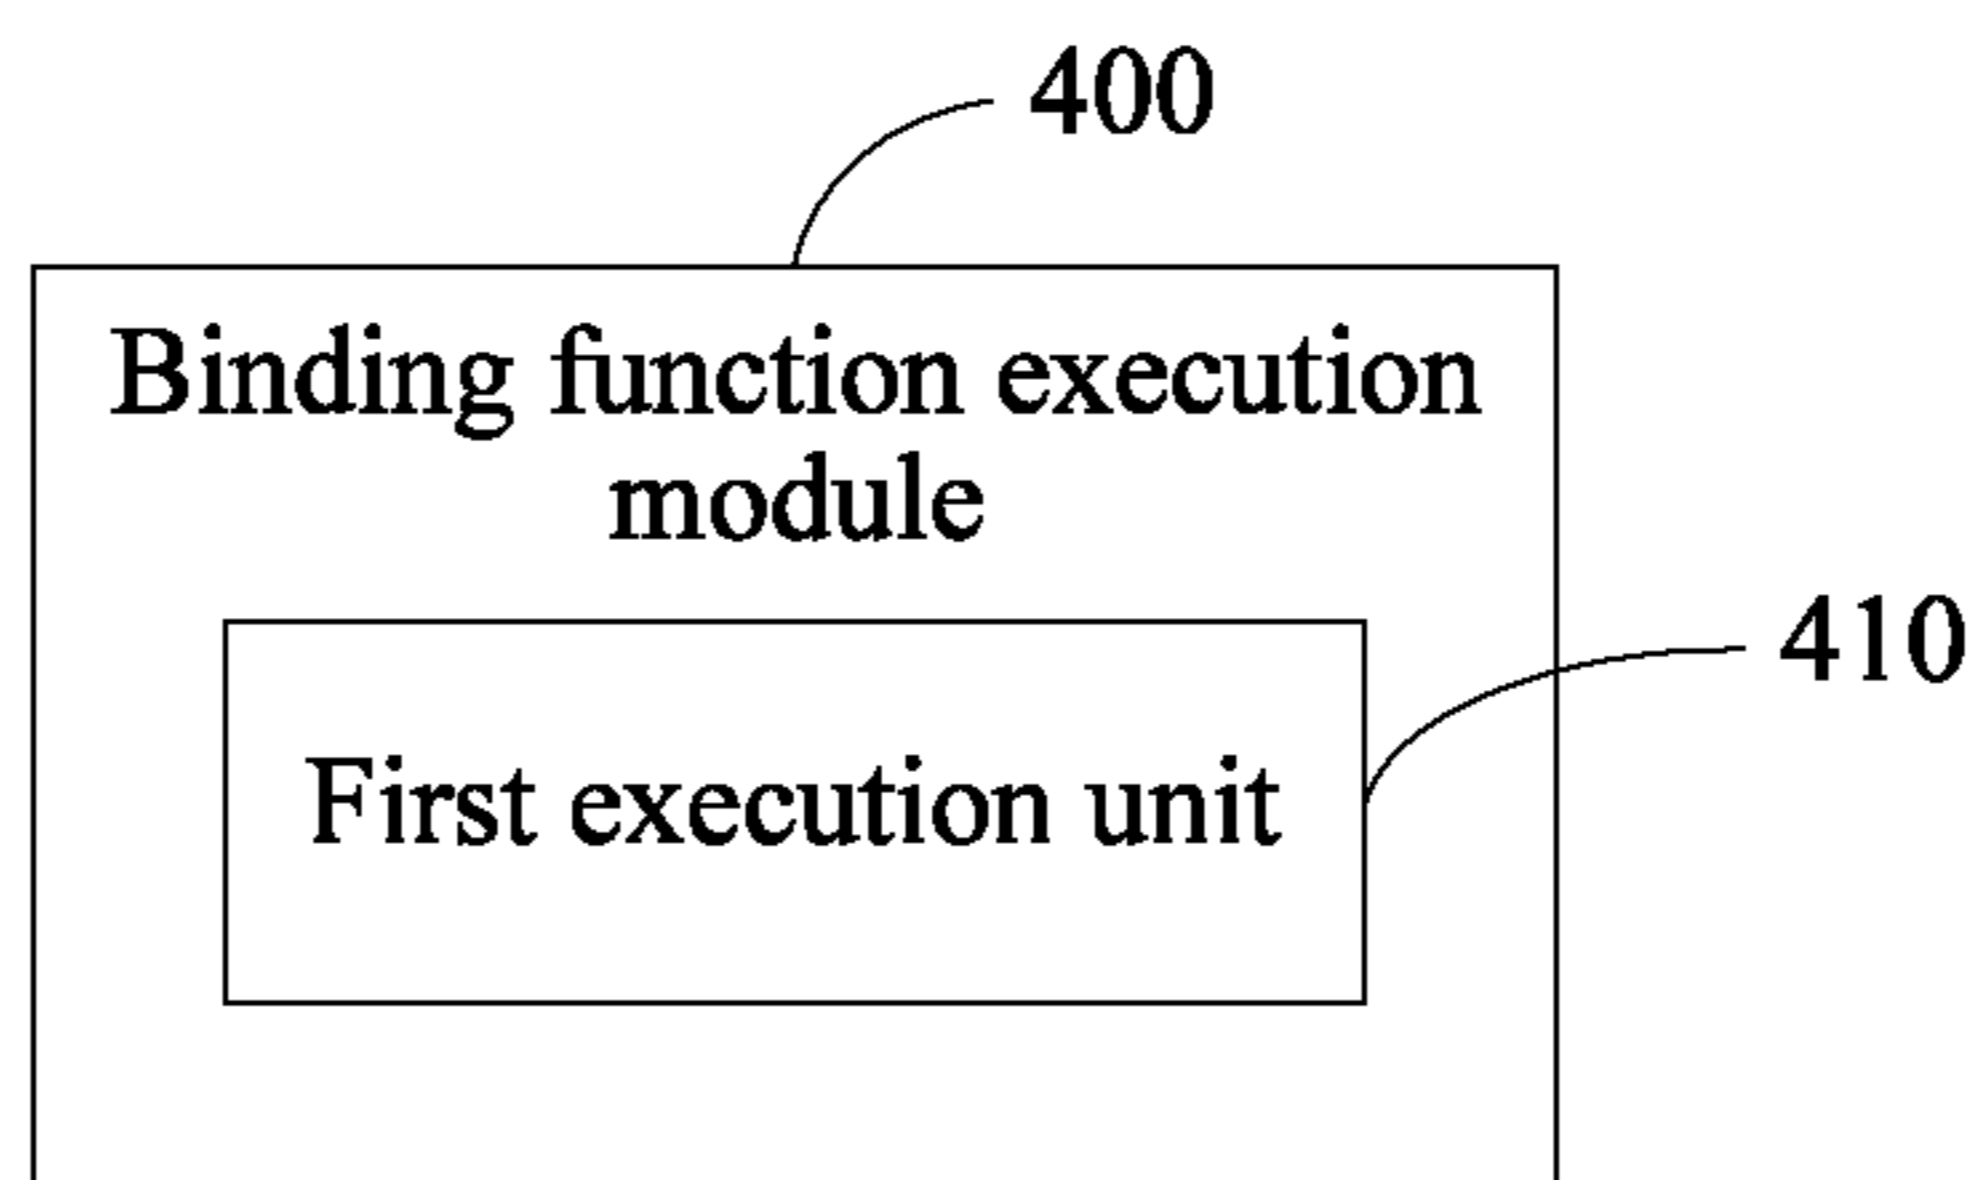 400
Binding function execution
module
410
First execution unit